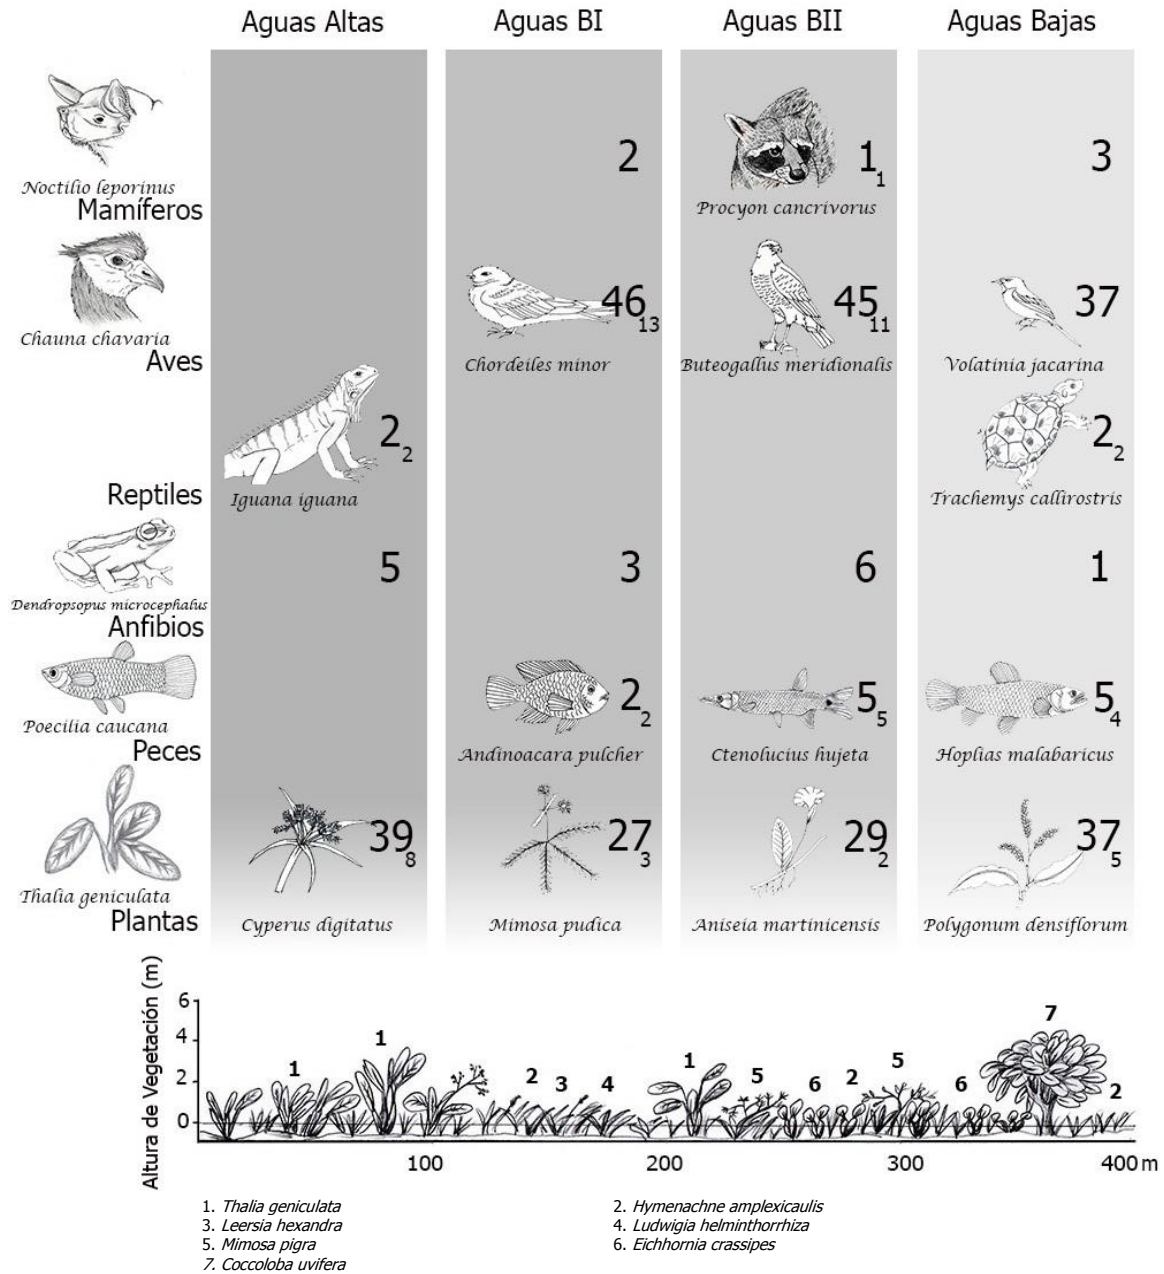 Aguas Altas Aguas BI Aguas BII Aguas Bajas
2 1 1 3
Noctilio leporinus
Mamíferos
Procyon cancrivorus
46 13 45 11 37
Chauna chavaria
Aves
Chordeiles minor Buteogallus meridionalis Volatinia jacarina
2 2 2 2
Reptiles
Iguana iguana Trachemys callirostris
5 3 6 1
Dendropsopus microcephalus
Anfibios
2 2 5 5 5 4
Poecilia caucana
Peces
Andinoacara pulcher Ctenolucius hujeta Hoplias malabaricus
39 8 27 3 29 2 37 5
Thalia geniculata
Plantas
Cyperus digitatus Mimosa pudica Aniseia martinicensis Polygonum densiflorum
Altura de Vegetación (m)
6
4
2
0
1 1 2 3 4 1 5 6 2 5 6 7 2
100 200 300 400 m
1. Thalia geniculata 2. Hymenachne amplexicaulis
3. Leersia hexandra 4. Ludwigia helminthorrhiza
5. Mimosa pigra 6. Eichhornia crassipes
7. Coccoloba uvifera